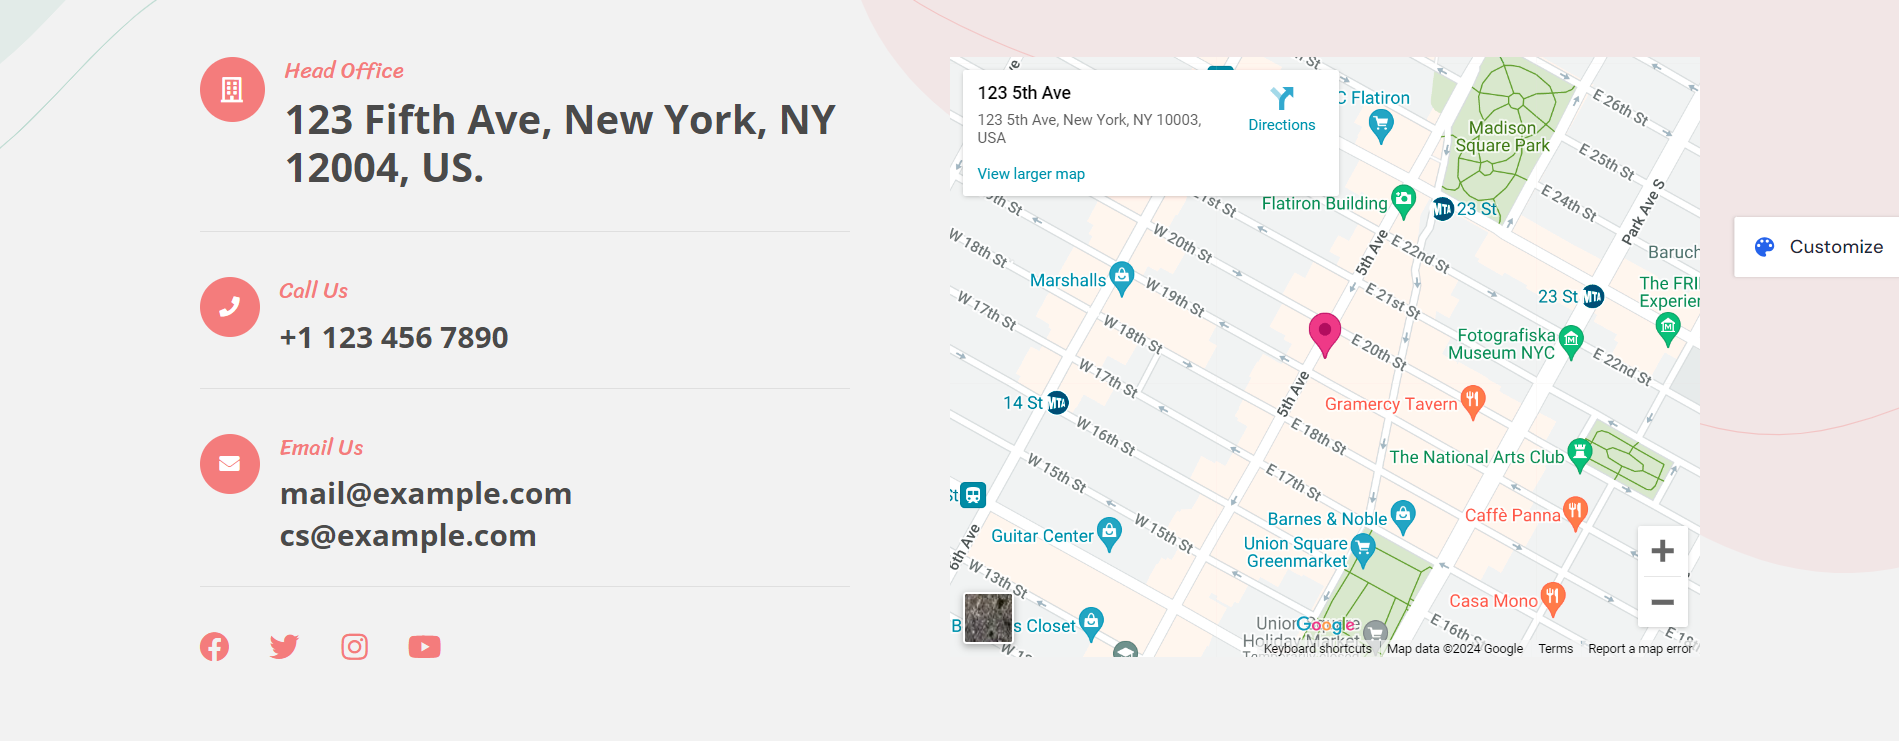 Head Office
123 Fifth Ave, New York, NY
12004, US.
Call Us
+1 123 456 7890
Email Us
mail@example.com
cs@example.com
123 5th Ave
123 5th Ave, New York, NY 10003,
USA
View larger map
Directions
C Flatiron
Madison
Square Park
E 26th St
E 25th St
E 24th St
Park Ave S
Flatiron Building
23 St
MTA
W 20th St
5th Ave
E 22nd St
Baruch
W 18th St
Marshalls
W 19th St
E 21st St
23 St
MTA
The FRI
Experien
W 17th St
W 18th St
E 20th St
Fotografiska
Museum NYC
E 22nd St
W 17th St
14 St
MTA
5th Ave
Gramercy Tavern
W 16th St
E 18th St
The National Arts Club
W 15th St
E 17th St
Barnes & Noble
Caffè Panna
6th Ave
Guitar Center
W 15th St
Union Square
Greenmarket
W 13th St
Casa Mono
s Closet
Union
Google
Holiday Market
E 16th St
Keyboard shortcuts
Map data ©2024 Google
Terms
Report a map error
Customize